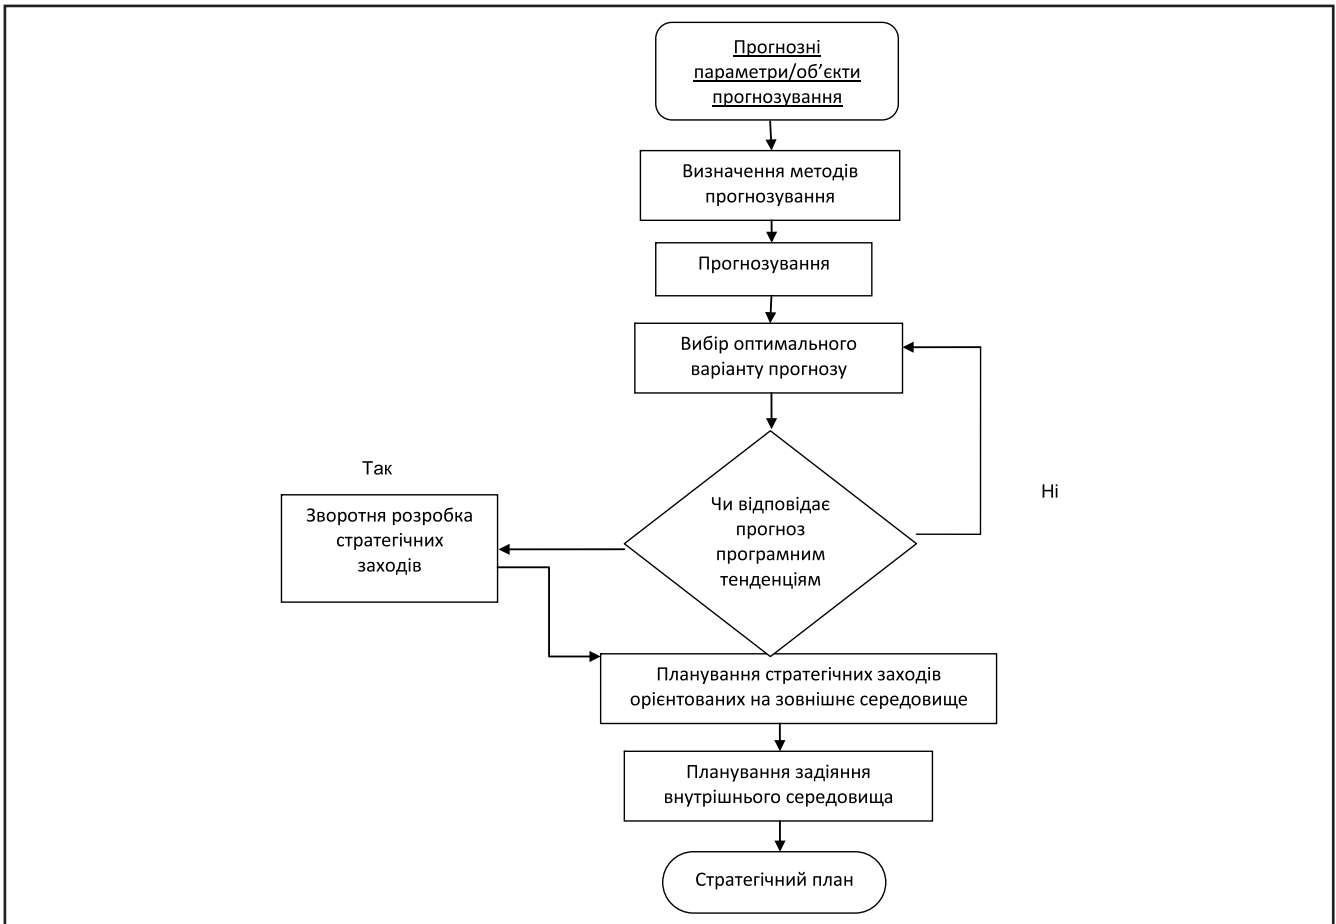 Прогнозні
параметри/об’єкти
прогнозування
Визначення методів
прогнозування
Прогнозування
Вибір оптимального
варіанту прогнозу
Так
Ні
Чи відповідає
прогноз
програмним
тенденціям
Зворотня розробка
стратегічних
заходів
Планування стратегічних заходів
орієнтованих на зовнішнє середовище
Планування задіяння
внутрішнього середовища
Стратегічний план